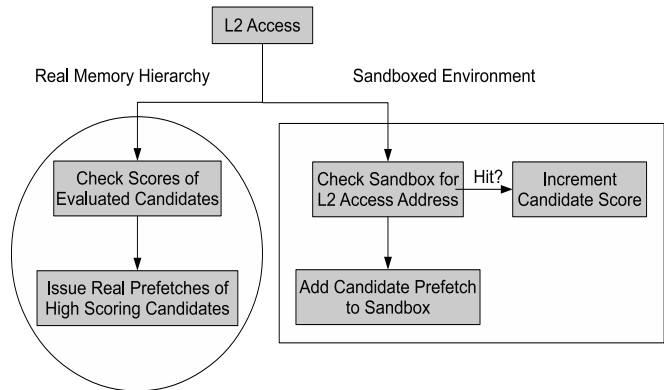 L2 Access
Real Memory Hierarchy
Sandboxed Environment
Check Scores of
Evaluated Candidates
Check Sandbox for
L2 Access Address
Hit?
Increment
Candidate Score
Issue Real Prefetches of
High Scoring Candidates
Add Candidate Prefetch
to Sandbox